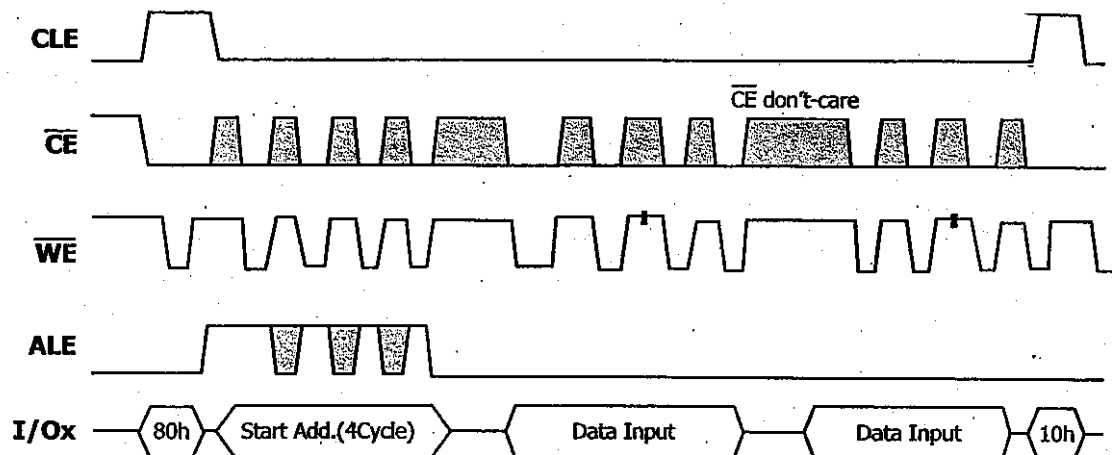 CLE
CE don't-care
CE
WE
ALE
I/Ox 80h Start Add.(4Cycle) Data Input Data Input 10h